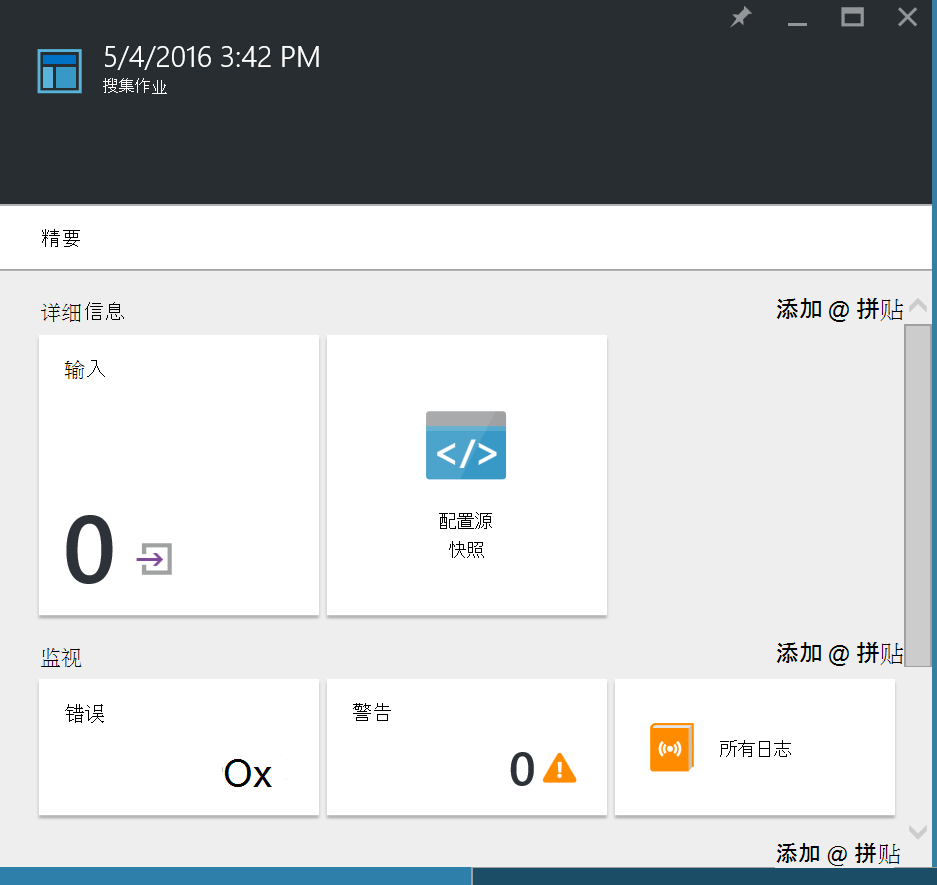 5/4/2016 3:42 PM
搜集作业
精要
详细信息
添加 @ 拼贴
输入
0
</>
配置源
快照
监视
添加 @ 拼贴
错误
Ox
警告
0
所有日志
添加 @ 拼贴